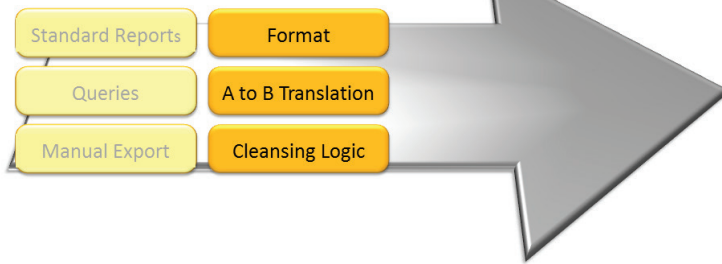 Standard Reports
Format
Queries
A to B Translation
Manual Export
Cleansing Logic